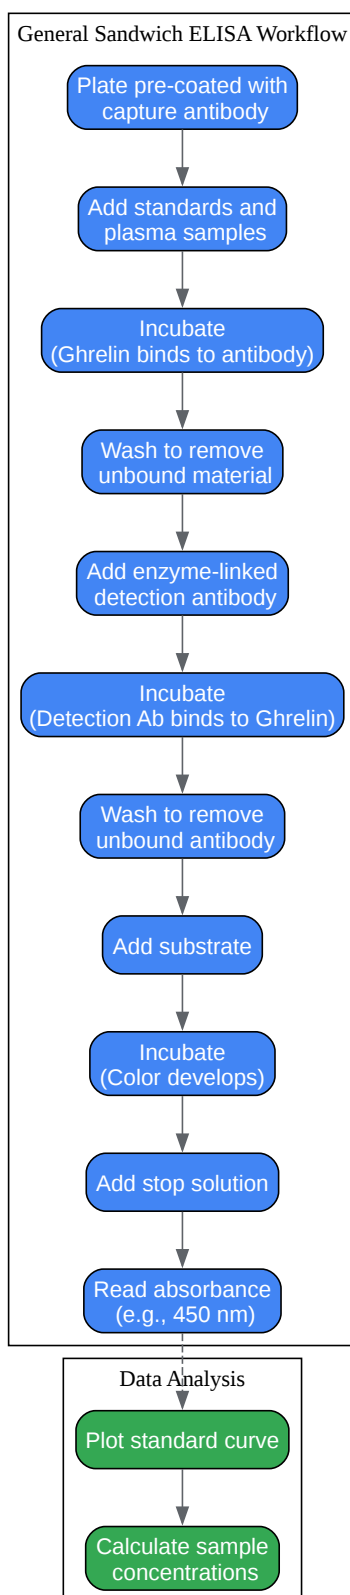 General Sandwich ELISA Workflow
Plate pre-coated with
capture antibody
Add standards and
plasma samples
Incubate
(Ghrelin binds to antibody)
Wash to remove
unbound material
Add enzyme-linked
detection antibody
Incubate
(Detection Ab binds to Ghrelin)
Wash to remove
unbound antibody
Add substrate
Incubate
(Color develops)
Add stop solution
Read absorbance
(e.g., 450 nm)
Data Analysis
Plot standard curve
Calculate sample
concentrations